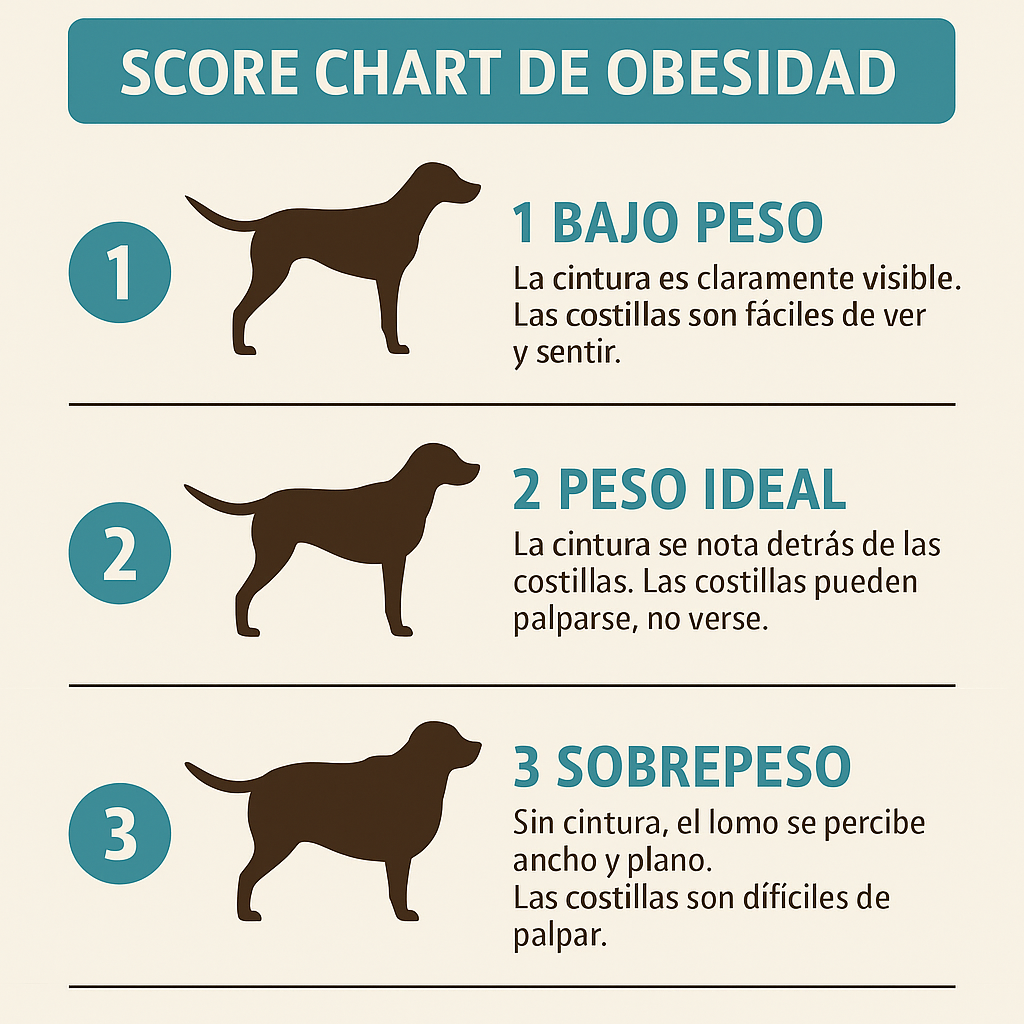 SCORE CHART DE OBESIDAD
1
1 BAJO PESO
La cintura es claramente visible.
Las costillas son fáciles de ver
y sentir.
2
2 PESO IDEAL
La cintura se nota detrás de las
costillas. Las costillas pueden
palparse, no verse.
3
3 SOBREPESO
Sin cintura, el lomo se percibe
ancho y plano.
Las costillas son dífíciles de
palpar.